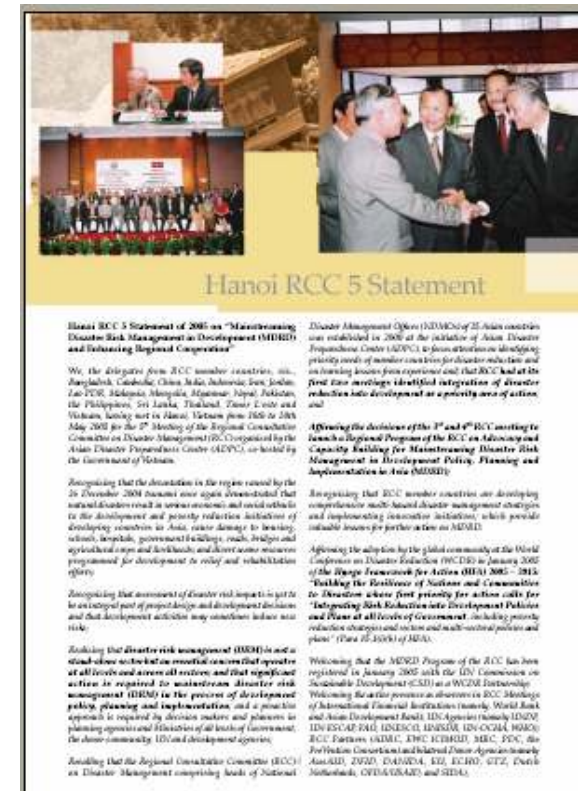 Hanoi RCC 5 Statement
Hanoi RCC 5 Statement of 2005 on "Mainstreaming
Disaster Risk Management in Development (MDRD)
and Enhancing Regional Cooperation"
We, the delegates from RCC member countries, viz.,
Bangladesh, Cambodia, China, India, Indonesia, Iran, Jordan,
Lao PDR, Malaysia, Mongolia, Myanmar, Nepal, Pakistan,
the Philippines, Sri Lanka, Thailand, Timor Leste and
Vietnam, having met in Hanoi, Vietnam from 16th to 18th
May 2005 for the 5th Meeting of the Regional Consultative
Committee on Disaster Management (RCC) organised by the
Asian Disaster Preparedness Center (ADPC), co-hosted by
the Government of Vietnam.
Recognizing that the devastation in the region caused by the
26 December 2004 tsunami once again demonstrated that
natural disasters result in serious economic and social setbacks
to the development and poverty reduction initiatives of
developing countries in Asia, cause damage to housing,
schools, hospitals, government buildings, roads, bridges and
agricultural crops and livelihoods; and divert scarce resources
programmed for development to relief and rehabilitation
efforts;
Recognizing that assessment of disaster risk impacts is yet to
be an integral part of project design and development decisions
and that development activities may sometimes induce new
risks;
Realising that disaster risk management (DRM) is not a
stand-alone sector but an essential concern that operates
at all levels and across all sectors; and that significant
action is required to mainstream disaster risk
management (DRM) in the process of development
policy, planning and implementation, and a proactive
approach is required by decision makers and planners in
planning agencies and Ministries of all levels of Government,
the donor community, UN and development agencies;
Recalling that the Regional Consultative Committee (RCC)
on Disaster Management comprising heads of National
Disaster Management Offices (NDMOs) of 25 Asian countries
was established in 2000 at the initiative of Asian Disaster
Preparedness Center (ADPC), to focus attention on identifying
priority needs of member countries for disaster reduction and
on learning lessons from experience and; that RCC had at its
first two meetings identified integration of disaster
reduction into development as a priority area of action;
and
Affirming the decisions of the 3rd and 4th RCC meeting to
launch a Regional Program of the RCC on Advocacy and
Capacity Building for Mainstreaming Disaster Risk
Management in Development Policy, Planning and
Implementation in Asia (MDRD);
Recognizing that RCC member countries are developing
comprehensive multi-hazard disaster management strategies
and implementing innovative initiatives, which provide
valuable lessons for further action on MDRD.
Affirming the adoption by the global community at the World
Conference on Disaster Reduction (WCDR) in January 2005
of the Hyogo Framework for Action (HFA) 2005 - 2015:
"Building the Resilience of Nations and Communities
to Disasters whose first priority for action calls for
"Integrating Risk Reduction into Development Policies
and Plans at all levels of Government, including poverty
reduction strategies and sectors and multi-sectoral policies and
plans"
Welcoming that the MDRD Program of the RCC has been
registered in January 2005 with the UN Commission on
Sustainable Development (CSD) as a WCDR Partnership
Welcoming the active presence as observers in RCC Meetings
of International Financial Institutions (namely, World Bank
and Asian Development Bank), UN Agencies (namely UNDP,
UN-ESCAP, FAO, UNESCO, UNISDR, UN-OCHA, WHO);
RCC Partners (ADRC, EWC, ICIMOD, MRC, PDC, the
ProVention Consortium) and bilateral Donor Agencies (namely
AusAID, DFID, DANIDA, EU, ECHO, GTZ, Dutch
Netherlands, OFDA/USAID) and SIDA);